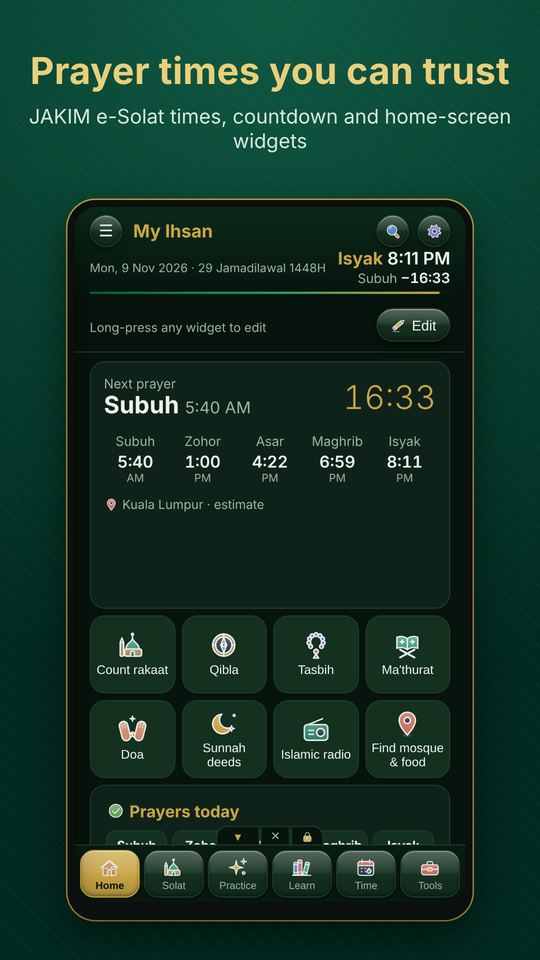 Prayer times you can trust
JAKIM e-Solat times, countdown and home-screen
widgets
My Ihsan
Mon, 9 Nov 2026 · 29 Jamadilawal 1448H
Isyak 8:11 PM
Subuh −16:33
Long-press any widget to edit
Edit
Next prayer
Subuh 5:40 AM
16:33
Subuh Zohor Asar Maghrib Isyak
5:40 1:00 4:22 6:59 8:11
AM PM PM PM PM
Kuala Lumpur · estimate
Count rakaat Qibla Tasbih Ma'thurat
Doa Sunnah deeds Islamic radio Find mosque & food
Prayers today
Home Solat Practice Learn Time Tools